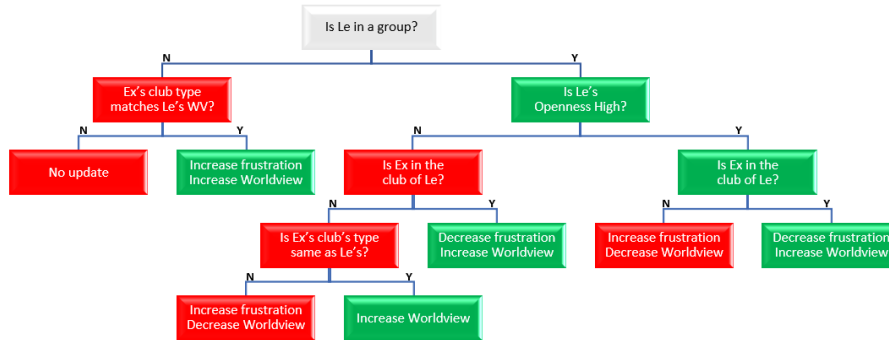 Is Le in a group?
N
Y
Ex's club type
matches Le's WV?
Is Le's
Openness High?
N
Y
N
Y
No update
Increase frustration
Increase Worldview
Is Ex in the
club of Le?
Is Ex in the
club of Le?
N
Y
N
Y
Is Ex's club's type
same as Le's?
Decrease frustration
Increase Worldview
Increase frustration
Decrease Worldview
Decrease frustration
Increase Worldview
N
Y
Increase frustration
Decrease Worldview
Increase Worldview